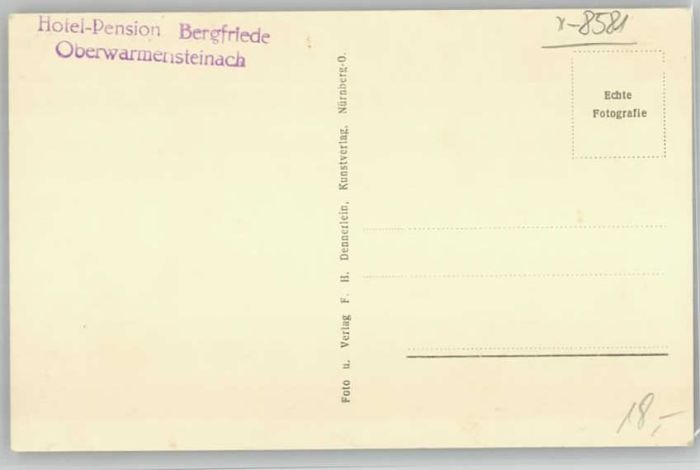 Hotel-Pension Bergfriede
Oberwarmensteinach
x-8581
Echte
Fotografie
Foto u. Verlag F. H. Dennerlein, Kunstverlag, Nürnberg-O.
18,-